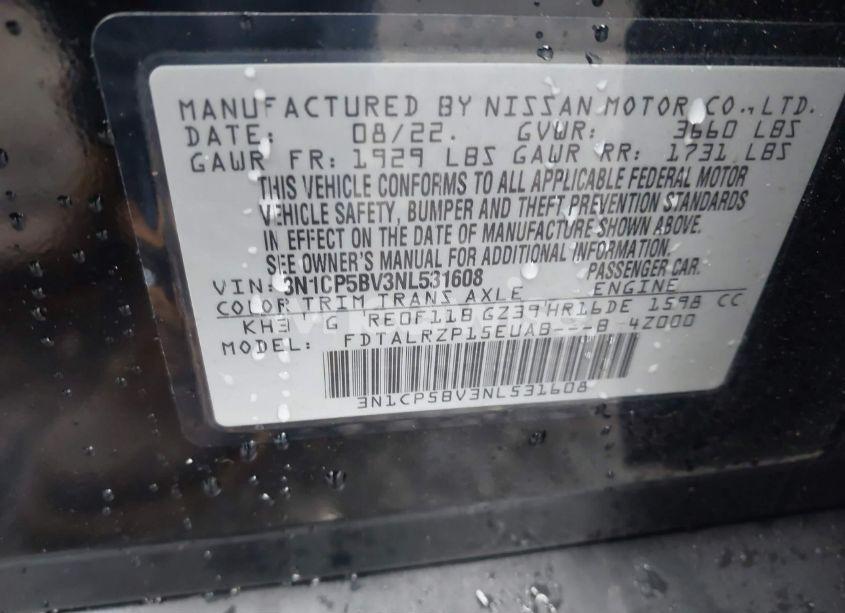 MANUFACTURED BY NISSAN MOTOR CO., LTD.
DATE: 08/22. GVWR: 3660 LBS
GAWR FR: 1929 LBS GAWR RR: 1731 LBS
THIS VEHICLE CONFORMS TO ALL APPLICABLE FEDERAL MOTOR
VEHICLE SAFETY, BUMPER AND THEFT PREVENTION STANDARDS
IN EFFECT ON THE DATE OF MANUFACTURE SHOWN ABOVE.
SEE OWNER'S MANUAL FOR ADDITIONAL INFORMATION.
VIN: 3N1CP5BV3NL531608 PASSENGER CAR.
COLOR TRIM TRANS AXLE ENGINE
KH3 G RE0F11B GZ39 HR16DE 1598 CC
MODEL: FDTALRZP15EUAB---B 4Z000
3N1CP5BV3NL531608